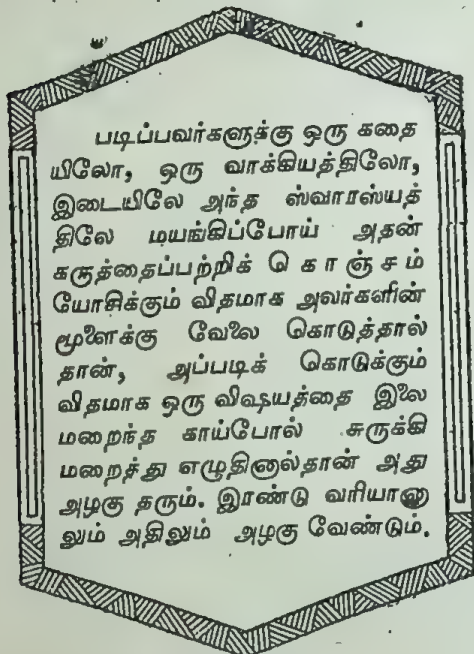 படிப்பவர்களுக்கு ஒரு கதை
யிலோ, ஒரு வாக்கியத்திலோ,
இடையிலே அந்த ஸ்வாரஸ்யத்
திலே மயங்கிப்போய் அதன்
கருத்தைப்பற்றிக் கொஞ்சம்
யோசிக்கும் விதமாக அவர்களின்
மூளைக்கு வேலை கொடுத்தால்
தான், அப்படிக் கொடுக்கும்
விதமாக ஒரு விஷயத்தை இலை
மறைந்த காய்போல் சுருக்கி
மறைத்து எழுதினால்தான் அது
அழகு தரும். இரண்டு வரியானா
லும் அதிலும் அழகு வேண்டும்.